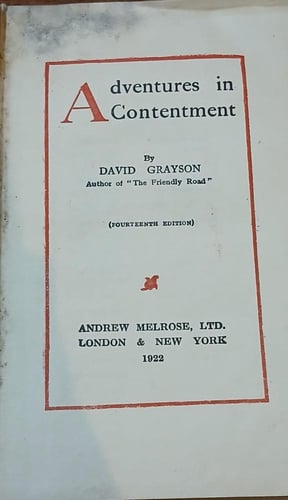 Adventures in
Contentment
By
DAVID GRAYSON
Author of "The Friendly Road"
(FOURTEENTH EDITION)
ANDREW MELROSE, LTD.
LONDON & NEW YORK
1922